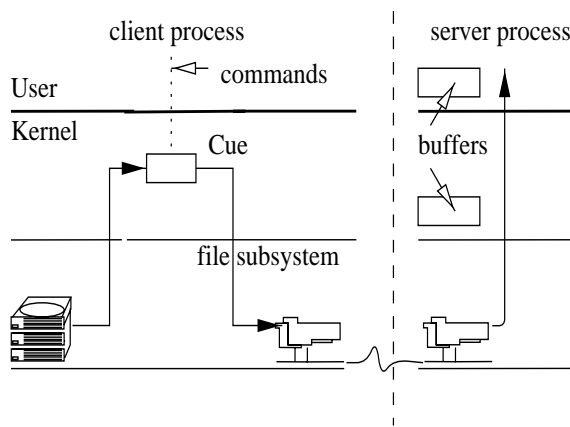 client process
server process
commands
User
Kernel
Cue
buffers
file subsystem